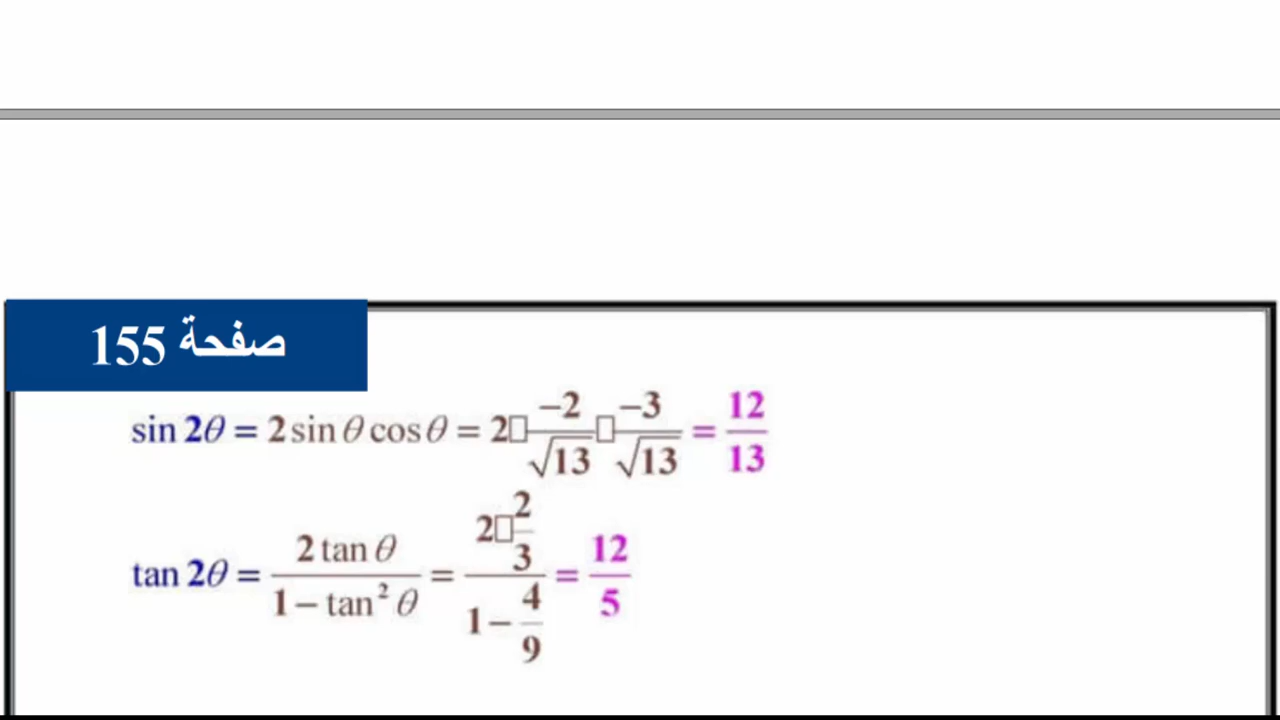 صفحة 155
sin 2θ = 2 sin θ cos θ = 2□ −2/√13 □ −3/√13 = 12/13
tan 2θ = 2 tan θ / 1 − tan² θ = 2□ 2/3 / 1 − 4/9 = 12/5